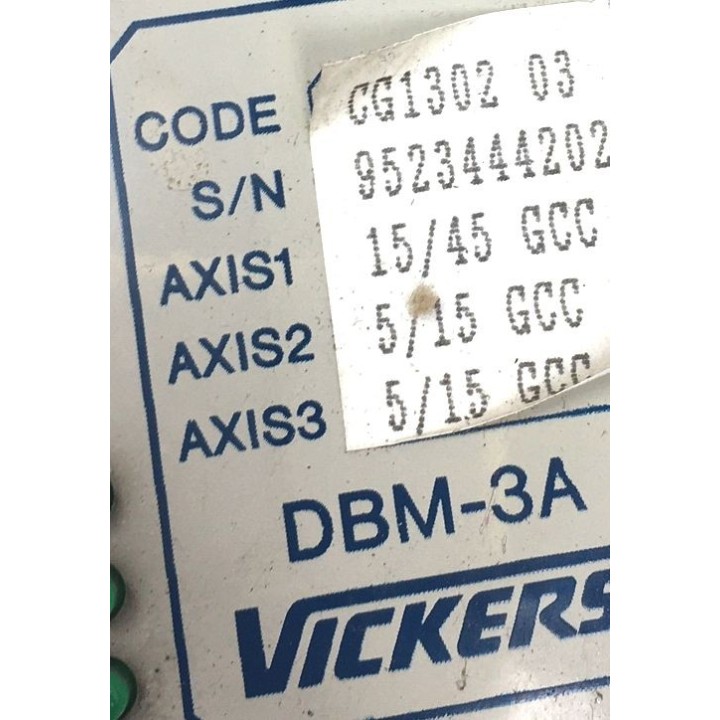 CODE CG1302 03
S/N 9523444202
AXIS1 15/45 GCC
AXIS2 5/15 GCC
AXIS3 5/15 GCC
DBM-3A
VICKERS